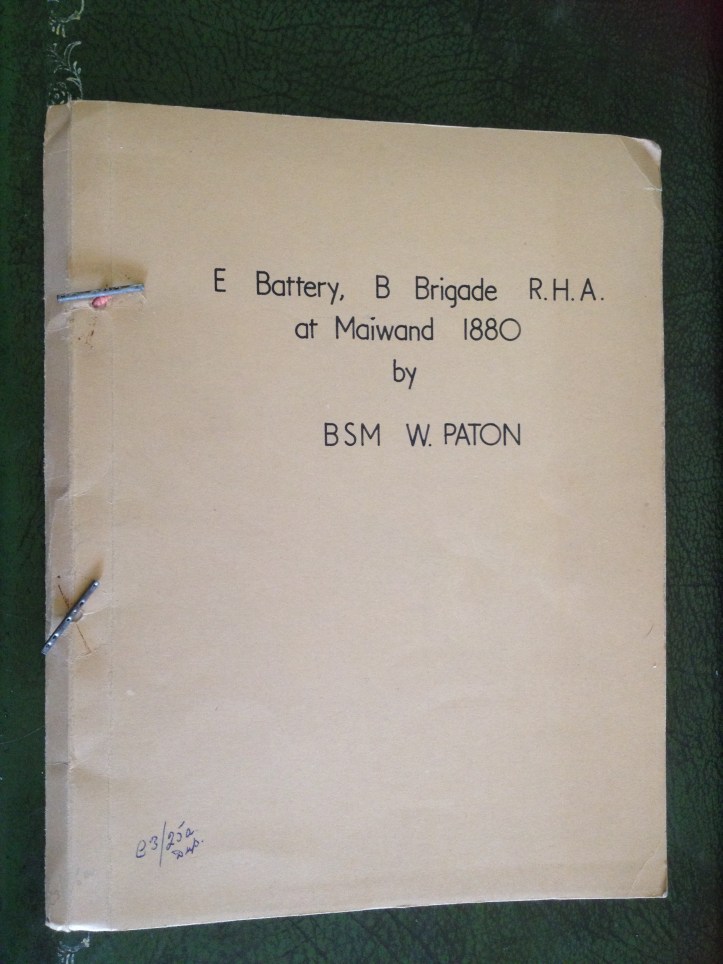 E Battery, B Brigade R.H.A.
at Maiwand 1880
by
BSM W. PATON